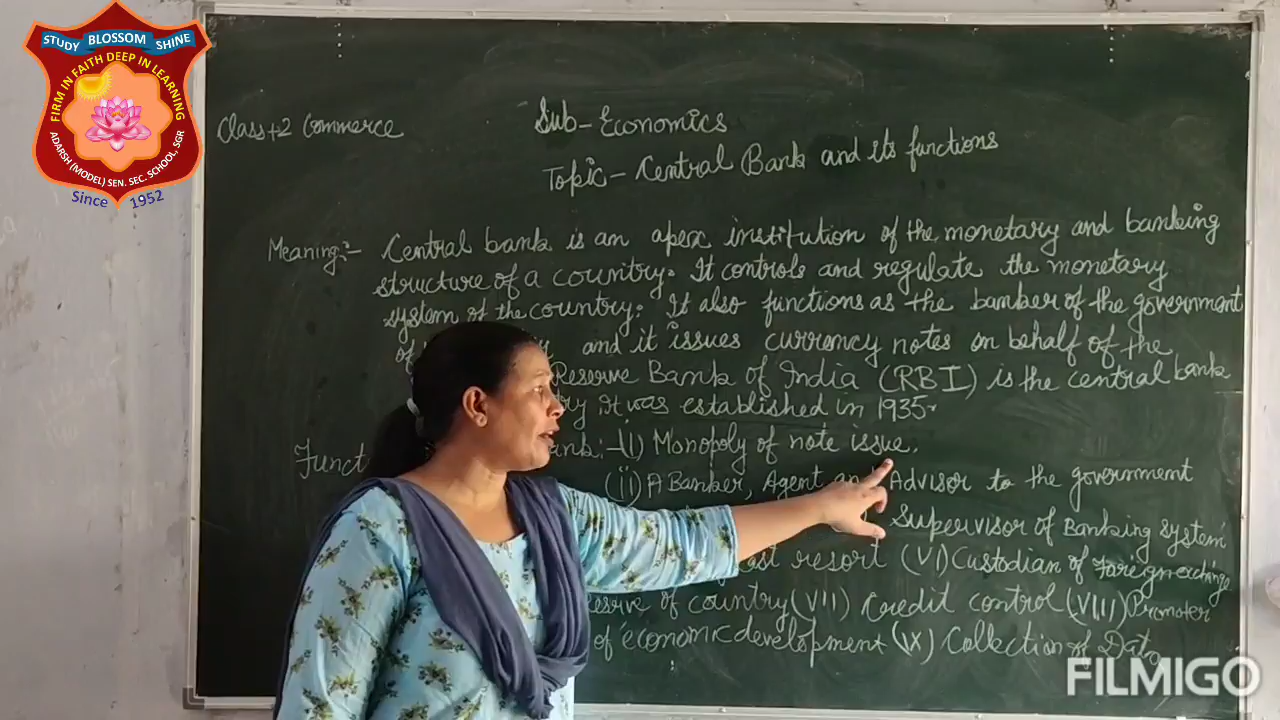 STUDY BLOSSOM SHINE
FIRM IN FAITH DEEP IN LEARNING
ADARSH (MODEL) SEN. SEC. SCHOOL, SGR
Since 1952
Class +2 Commerce
Sub- Economics
Topic- Central Bank and its functions
Meaning:- Central bank is an apex institution of the monetary and banking
structure of a country. It controls and regulate the monetary
system of the country. It also functions as the banker of the government
of and it issues currency notes on behalf of the
Reserve Bank of India (RBI) is the central bank
it was established in 1935.
Funct ank:-(i) Monopoly of note issue.
(ii) A Banker, Agent and Advisor to the government
Supervisor of Banking system
last resort (VI) Custodian of Foreign exchange
eserve of country (VII) Credit control (VIII) Promoter
of economic development (IX) Collection of Data
FILMIGO